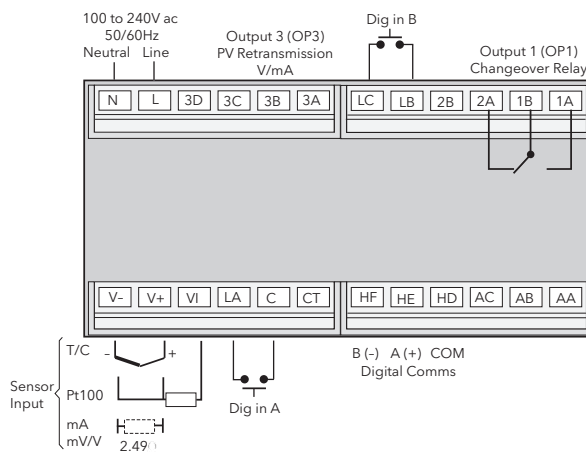 100 to 240V ac
50/60Hz
Neutral Line
Output 3 (OP3)
PV Retransmission
V/mA
Dig in B
Output 1 (OP1)
Changeover Relay
N L 3D 3C 3B 3A LC LB 2B 2A 1B 1A
V- V+ VI LA C CT HF HE HD AC AB AA
T/C - +
B (-) A (+) COM
Digital Comms
Sensor
Input
Pt100
Dig in A
mA
mV/V
2.49Ω